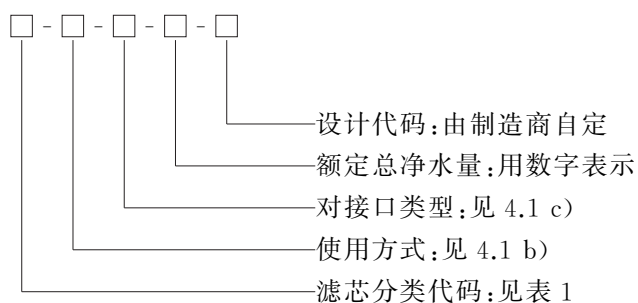 □-□-□-□-□
设计代码:由制造商自定
额定总净水量:用数字表示
对接口类型:见 4.1 c)
使用方式:见 4.1 b)
滤芯分类代码:见表 1